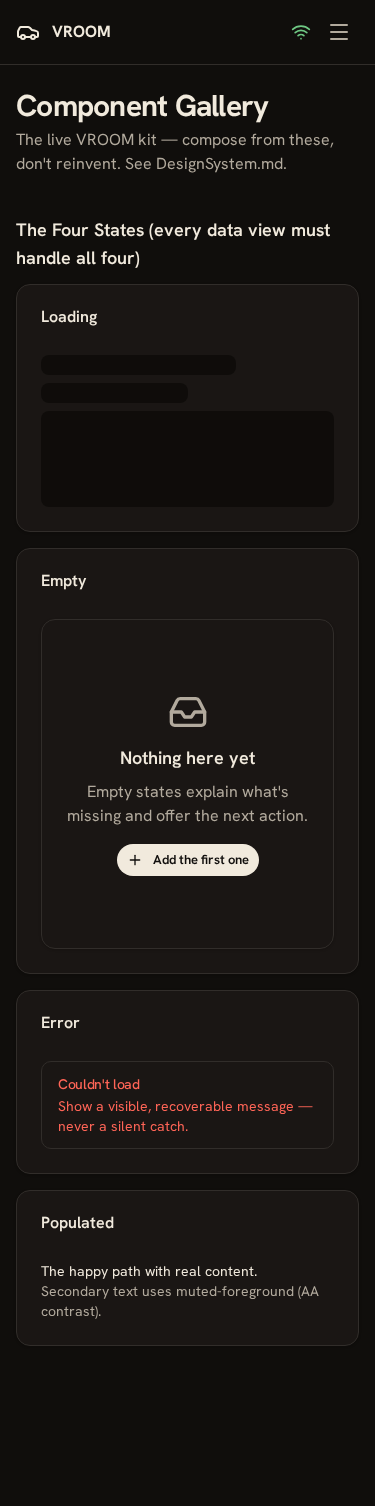 VROOM
Component Gallery
The live VROOM kit — compose from these,
don't reinvent. See DesignSystem.md.
The Four States (every data view must
handle all four)
Loading
Empty
Nothing here yet
Empty states explain what's
missing and offer the next action.
Add the first one
Error
Couldn't load
Show a visible, recoverable message —
never a silent catch.
Populated
The happy path with real content.
Secondary text uses muted-foreground (AA
contrast).